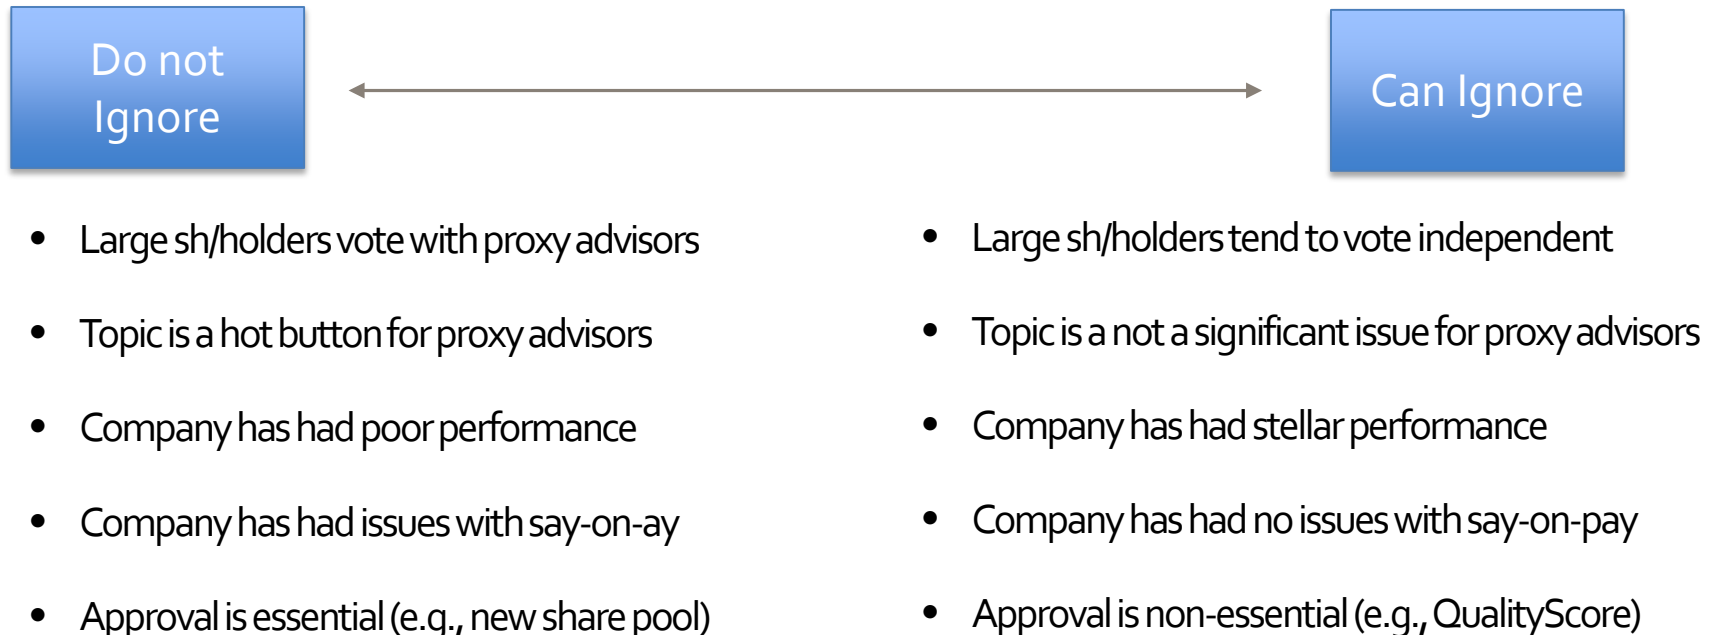 Do not
Ignore
Can Ignore
• Large sh/holders vote with proxy advisors
• Topic is a hot button for proxy advisors
• Company has had poor performance
• Company has had issues with say-on-ay
• Approval is essential (e.g., new share pool)
• Large sh/holders tend to vote independent
• Topic is a not a significant issue for proxy advisors
• Company has had stellar performance
• Company has had no issues with say-on-pay
• Approval is non-essential (e.g., QualityScore)